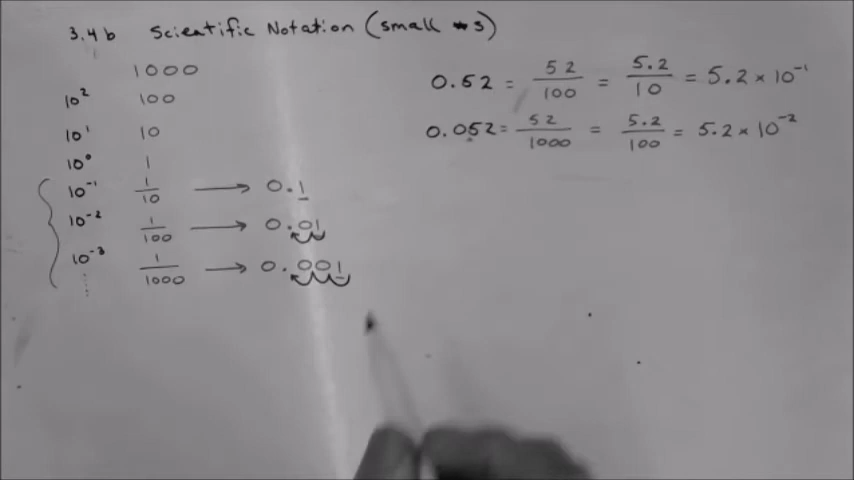 3.4b Scientific Notation (small #s)
1000
10² 100
10¹ 10
10⁰ 1
10⁻¹ 1/10 → 0.1
10⁻² 1/100 → 0.01
10⁻³ 1/1000 → 0.001
⋮
0.52 = 52/100 = 5.2/10 = 5.2 × 10⁻¹
0.052 = 52/1000 = 5.2/100 = 5.2 × 10⁻²